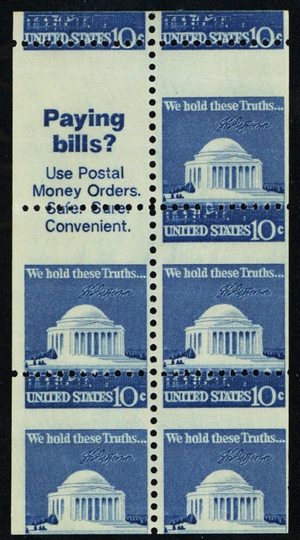 UNITED STATES 10c
UNITED STATES 10c
Paying
bills?
Use Postal
Money Orders.
Safe. Sure.
Convenient.
We hold these Truths...
UNITED STATES 10c
We hold these Truths...
We hold these Truths...
UNITED STATES 10c
UNITED STATES 10c
We hold these Truths...
We hold these Truths...